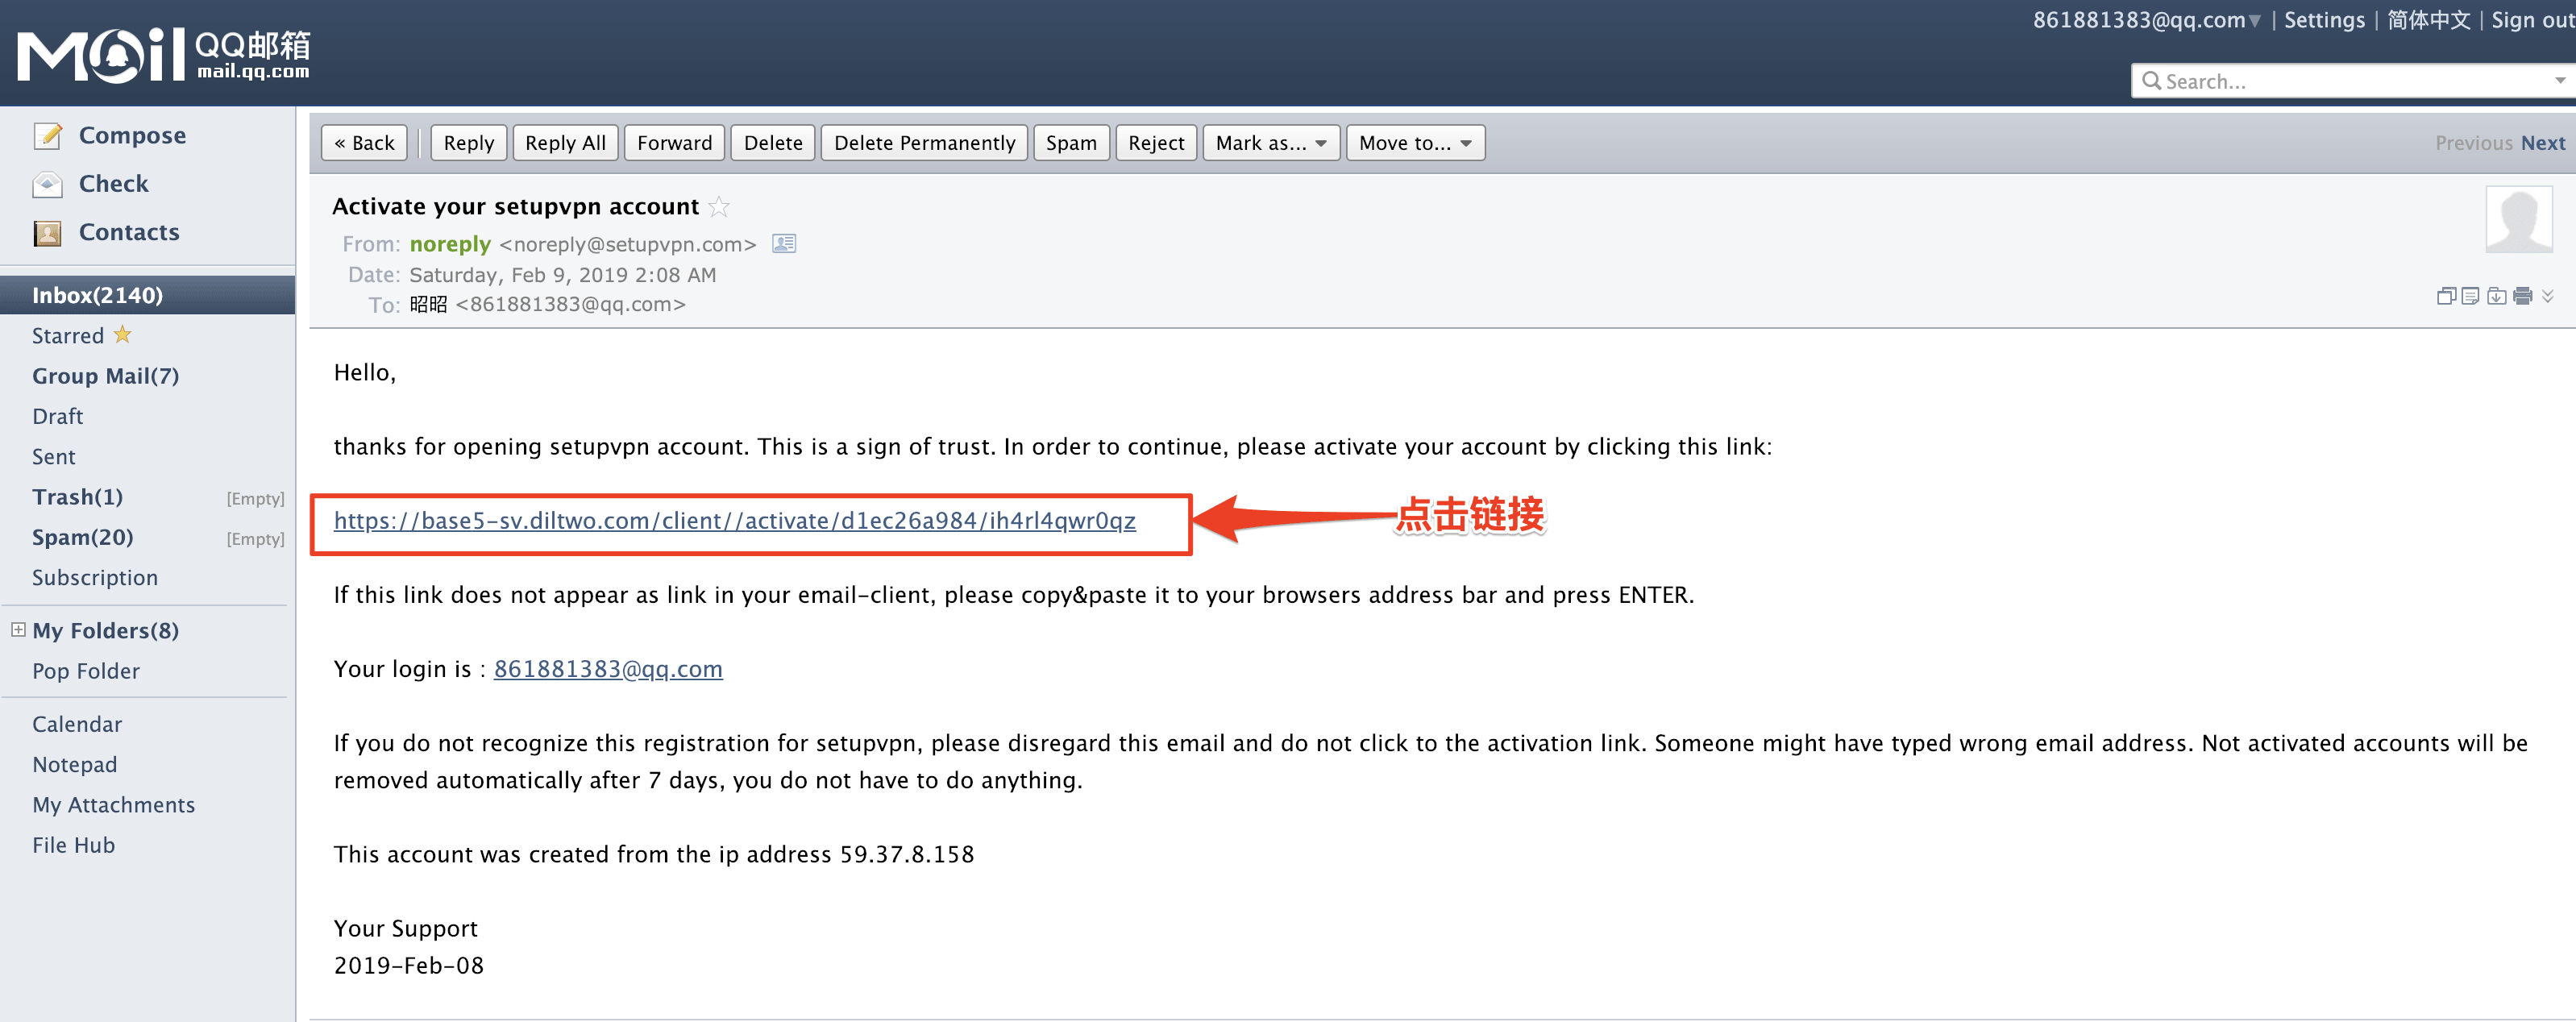 861881383@qq.com | Settings | 简体中文 | Sign out
Mail QQ邮箱
mail.qq.com
Search...
Compose
Check
Contacts
Inbox(2140)
Starred
Group Mail(7)
Draft
Sent
Trash(1) [Empty]
Spam(20) [Empty]
Subscription
My Folders(8)
Pop Folder
Calendar
Notepad
My Attachments
File Hub
« Back Reply Reply All Forward Delete Delete Permanently Spam Reject Mark as... Move to... Previous Next
Activate your setupvpn account
From: noreply <noreply@setupvpn.com>
Date: Saturday, Feb 9, 2019 2:08 AM
To: 昭昭 <861881383@qq.com>
Hello,
thanks for opening setupvpn account. This is a sign of trust. In order to continue, please activate your account by clicking this link:
https://base5-sv.diltwo.com/client//activate/d1ec26a984/ih4rl4qwr0qz
点击链接
If this link does not appear as link in your email-client, please copy&paste it to your browsers address bar and press ENTER.
Your login is : 861881383@qq.com
If you do not recognize this registration for setupvpn, please disregard this email and do not click to the activation link. Someone might have typed wrong email address. Not activated accounts will be
removed automatically after 7 days, you do not have to do anything.
This account was created from the ip address 59.37.8.158
Your Support
2019-Feb-08